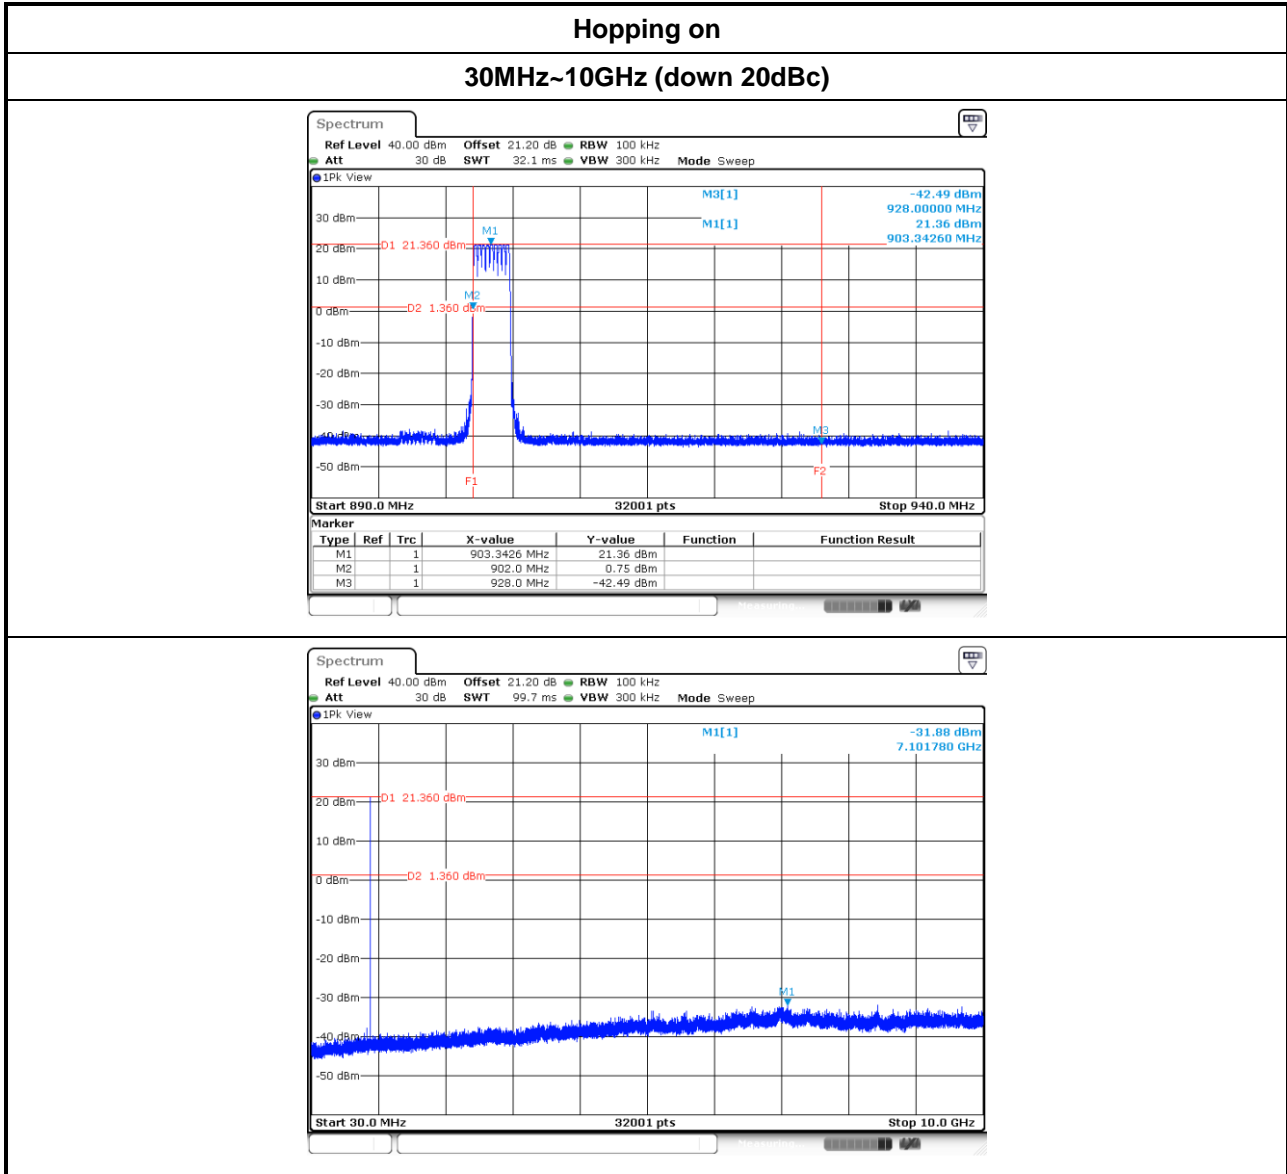 Hopping on
30MHz~10GHz (down 20dBc)
Spectrum
Ref Level 40.00 dBm Offset 21.20 dB RBW 100 kHz
Att 30 dB SWT 32.1 ms VBW 300 kHz Mode Sweep
1Pk View
M3[1] -42.49 dBm
928.00000 MHz
M1[1] 21.36 dBm
903.34260 MHz
30 dBm
M1
20 dBm D1 21.360 dBm
10 dBm
M2
0 dBm D2 1.360 dBm
-10 dBm
-20 dBm
-30 dBm
-40 dBm M3
-50 dBm F2
F1
Start 890.0 MHz 32001 pts Stop 940.0 MHz
Marker
Type Ref Trc X-value Y-value Function Function Result
M1 1 903.3426 MHz 21.36 dBm
M2 1 902.0 MHz 0.75 dBm
M3 1 928.0 MHz -42.49 dBm
Measuring...
Spectrum
Ref Level 40.00 dBm Offset 21.20 dB RBW 100 kHz
Att 30 dB SWT 99.7 ms VBW 300 kHz Mode Sweep
1Pk View
M1[1] -31.88 dBm
7.101780 GHz
30 dBm
20 dBm D1 21.360 dBm
10 dBm
0 dBm D2 1.360 dBm
-10 dBm
-20 dBm
-30 dBm M1
-40 dBm
-50 dBm
Start 30.0 MHz 32001 pts Stop 10.0 GHz
Measuring...